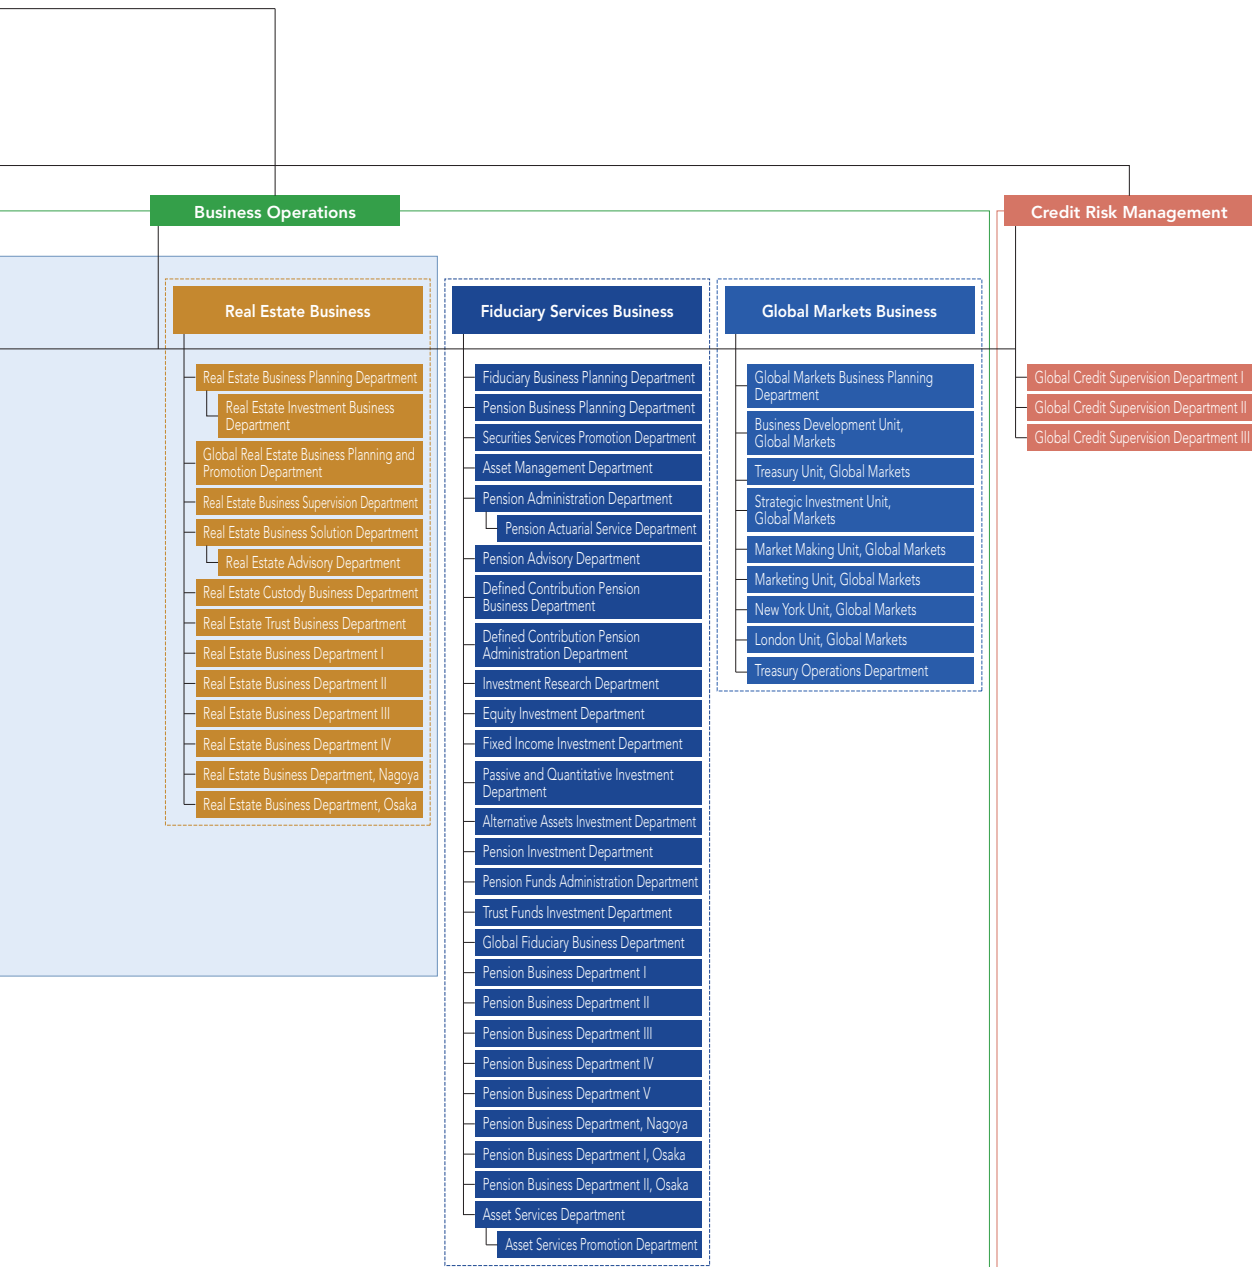 Business Operations
Credit Risk Management
Real Estate Business
Real Estate Business Planning Department
Real Estate Investment Business
Department
Global Real Estate Business Planning and
Promotion Department
Real Estate Business Supervision Department
Real Estate Business Solution Department
Real Estate Advisory Department
Real Estate Custody Business Department
Real Estate Trust Business Department
Real Estate Business Department I
Real Estate Business Department II
Real Estate Business Department III
Real Estate Business Department IV
Real Estate Business Department, Nagoya
Real Estate Business Department, Osaka
Fiduciary Services Business
Fiduciary Business Planning Department
Pension Business Planning Department
Securities Services Promotion Department
Asset Management Department
Pension Administration Department
Pension Actuarial Service Department
Pension Advisory Department
Defined Contribution Pension
Business Department
Defined Contribution Pension
Administration Department
Investment Research Department
Equity Investment Department
Fixed Income Investment Department
Passive and Quantitative Investment
Department
Alternative Assets Investment Department
Pension Investment Department
Pension Funds Administration Department
Trust Funds Investment Department
Global Fiduciary Business Department
Pension Business Department I
Pension Business Department II
Pension Business Department III
Pension Business Department IV
Pension Business Department V
Pension Business Department, Nagoya
Pension Business Department I, Osaka
Pension Business Department II, Osaka
Asset Services Department
Asset Services Promotion Department
Global Markets Business
Global Markets Business Planning
Department
Business Development Unit,
Global Markets
Treasury Unit, Global Markets
Strategic Investment Unit,
Global Markets
Market Making Unit, Global Markets
Marketing Unit, Global Markets
New York Unit, Global Markets
London Unit, Global Markets
Treasury Operations Department
Global Credit Supervision Department I
Global Credit Supervision Department II
Global Credit Supervision Department III